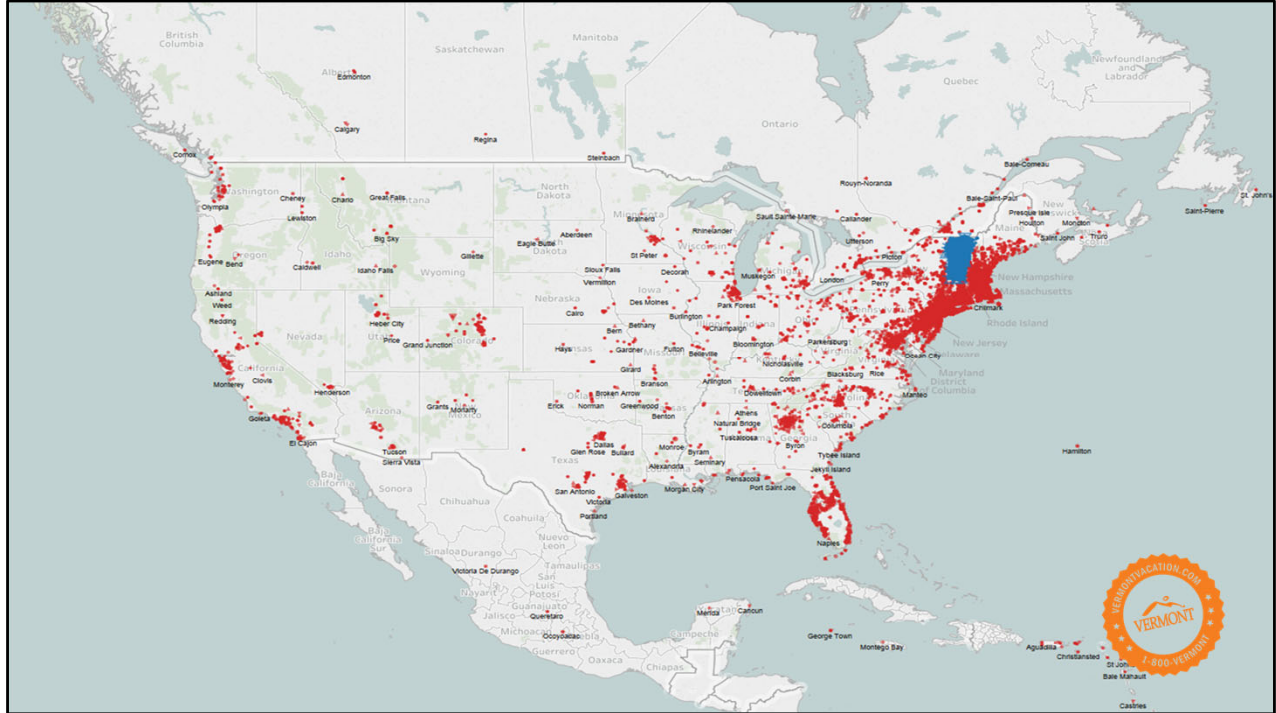 British
Columbia
Saskatchewan
Manitoba
Newfoundland
and
Labrador
Quebec
Ontario
Edmonton
Calgary
Regina
Steinbach
Comox
Baie-Comeau
Rouyn-Noranda
Baie-Saint-Paul
St. John's
Saint-Pierre
Washington
Cheney
Charlo
Great Falls
Olympia
Lewiston
North
Dakota
Brainerd
Sault Sainte Marie
Callander
Presque Isle
Houlton
Moncton
Maine
Saint John
Truro
Big Sky
Aberdeen
Rhinelander
Utterson
Eagle Butte
Wisconsin
Eugene
Bend
Idaho
Caldwell
Idaho Falls
Gillette
St Peter
Picton
Wyoming
Sioux Falls
Vermillion
Decorah
Muskegon
London
Perry
New Hampshire
Massachusetts
Ashland
Weed
Redding
Nebraska
Iowa
Des Moines
Park Forest
Burlington
Chilmark
Rhode Island
Heber City
Cairo
Bethany
Champaign
Nevada
Price
Grand Junction
Colorado
Bern
Bloomington
Parkersburg
New Jersey
Hays
Gardner
Fulton
Belleville
Ocean City
Delaware
California
Monterey
Clovis
Girard
Nicholasville
Blacksburg
Rice
Maryland
District
of Columbia
Henderson
Branson
Arlington
Corbin
Manteo
Arizona
Grants
Moriarty
Mexico
Erick
Norman
Broken Arrow
Greenwood
Benton
Dowelltown
Goleta
Athens
Natural Bridge
Columbia
El Cajon
Tucson
Sierra Vista
Dallas
Glen Rose
Bullard
Monroe
Byram
Tuskaloosa
Georgia
Byron
Tybee Island
Hamilton
Texas
Alexandria
Seminary
Jekyll Island
Baja
California
Sonora
Chihuahua
San Antonio
Victoria
Galveston
Morgan City
Pensacola
Port Saint Joe
Portland
Coahuila
Baja
California
Sur
Nuevo
Leon
Naples
Sinaloa
Durango
Tamaulipas
Victoria De Durango
San
Luis
Potosi
Nayarit
Guanajuato
Jalisco
Queretaro
Merida
Cancun
Michoacan
Ocoyoacac
Campeche
Guerrero
Oaxaca
Chiapas
George Town
Montego Bay
Aguadilla
Christiansted
Baie Mahault
Castries
VERMONTVACATION.COM
VERMONT
1-800-VERMONT